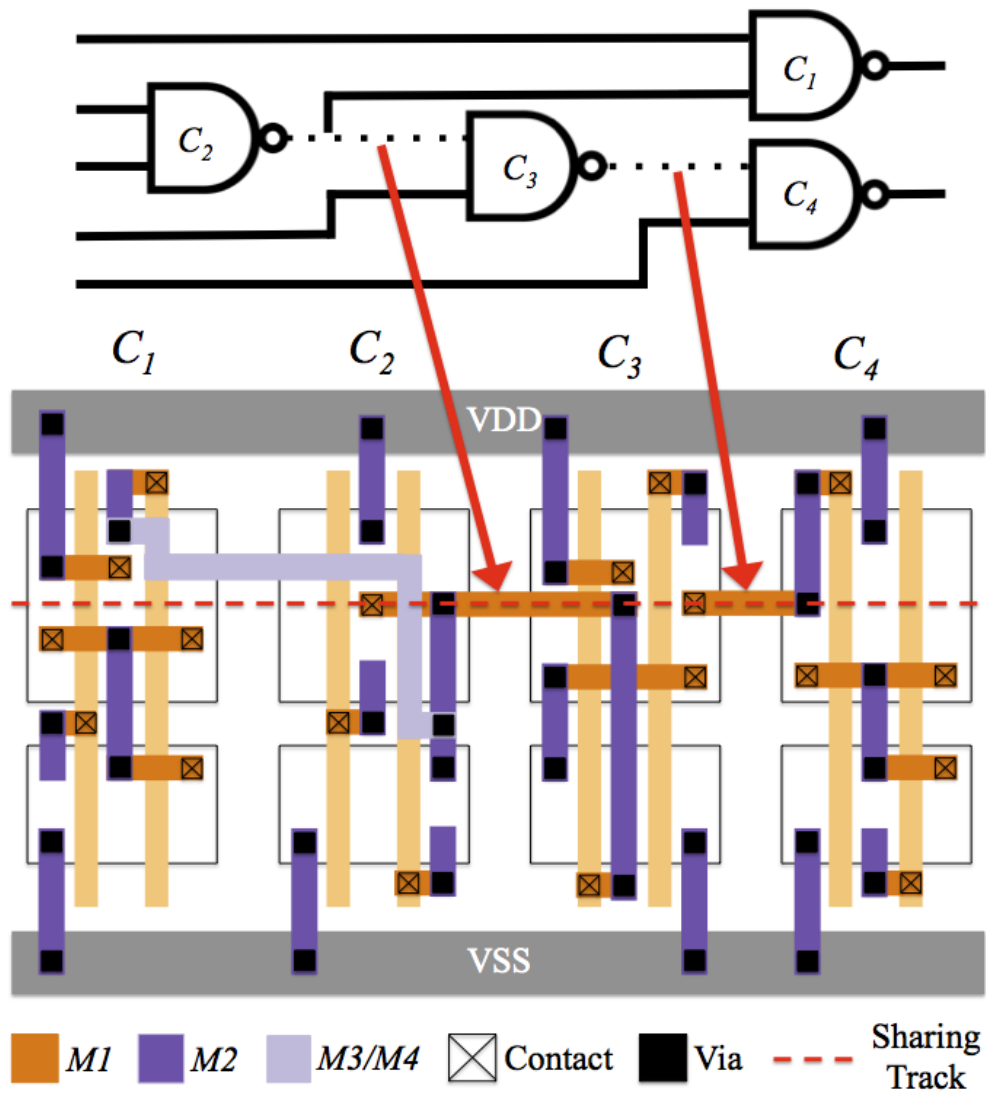 C1
C2
C3
C4
C1 C2 C3 C4
VDD
VSS
M1 M2 M3/M4 Contact Via Sharing Track